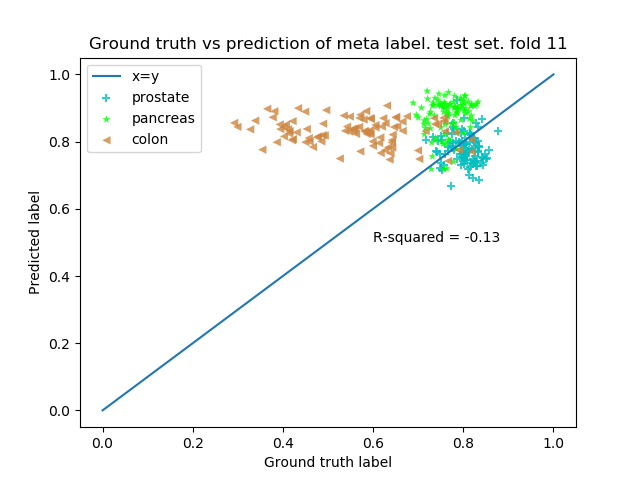 Ground truth vs prediction of meta label. test set. fold 11
x=y
prostate
pancreas
colon
R-squared = -0.13
1.0
0.8
0.6
0.4
0.2
0.0
Predicted label
0.0 0.2 0.4 0.6 0.8 1.0
Ground truth label